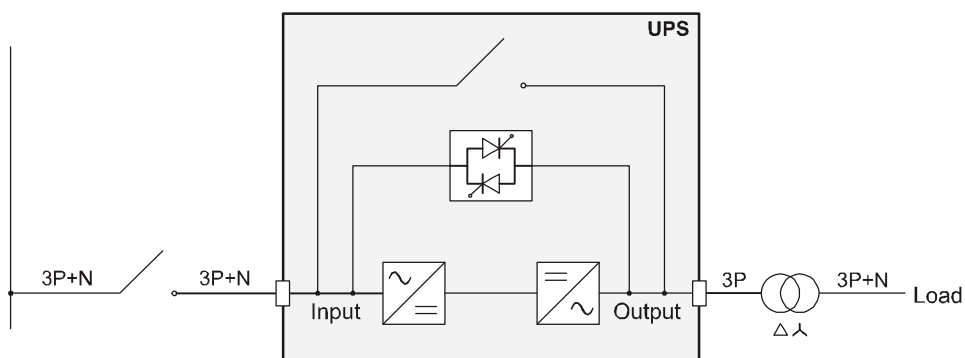 UPS
3P+N
3P+N
Input
Output
3P
3P+N
Load